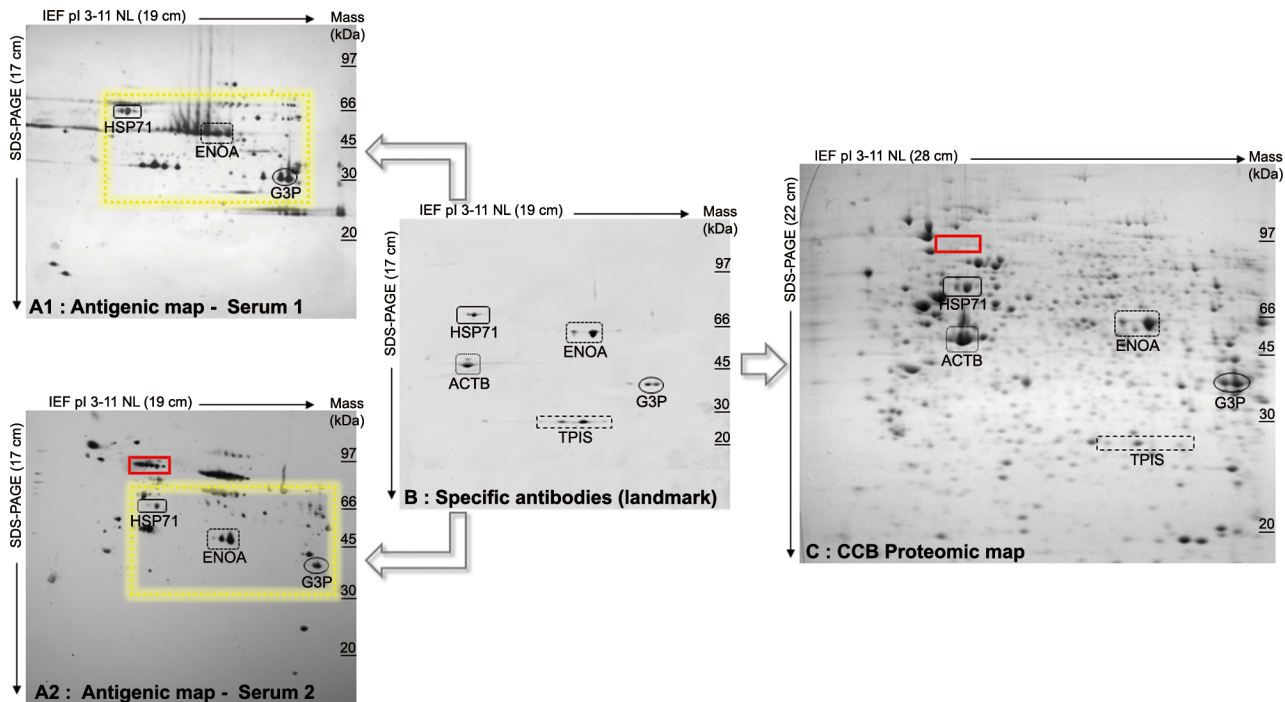 IEF pI 3-11 NL (19 cm)
Mass
(kDa)
SDS-PAGE (17 cm)
97
66
HSP71
45
ENOA
30
G3P
20
A1 : Antigenic map - Serum 1
IEF pI 3-11 NL (19 cm)
Mass
(kDa)
SDS-PAGE (17 cm)
97
66
HSP71
ENOA
45
ACTB
G3P
30
TPIS
20
B : Specific antibodies (landmark)
IEF pI 3-11 NL (19 cm)
Mass
(kDa)
SDS-PAGE (17 cm)
97
66
HSP71
45
ENOA
G3P
30
20
A2 : Antigenic map - Serum 2
IEF pI 3-11 NL (28 cm)
Mass
(kDa)
SDS-PAGE (22 cm)
97
HSP71
66
ENOA
45
ACTB
G3P
30
TPIS
20
C : CCB Proteomic map